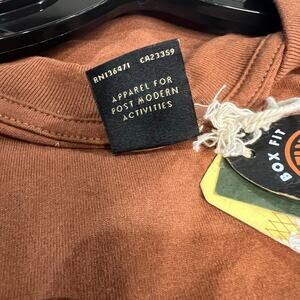 RN136471 CA23359
APPAREL FOR
POST MODERN
ACTIVITIES
BOX FIT